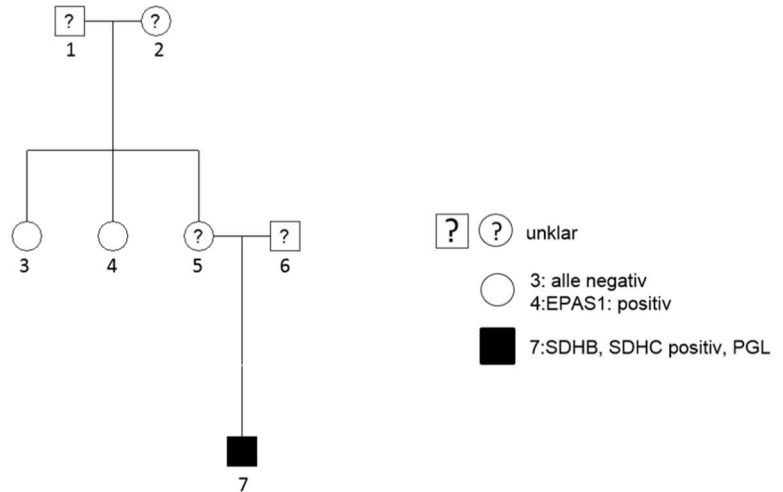 ? ?
1 2
? ?
3 4 5 6
7
? ? unklar
3: alle negativ
4:EPAS1: positiv
7:SDHB, SDHC positiv, PGL